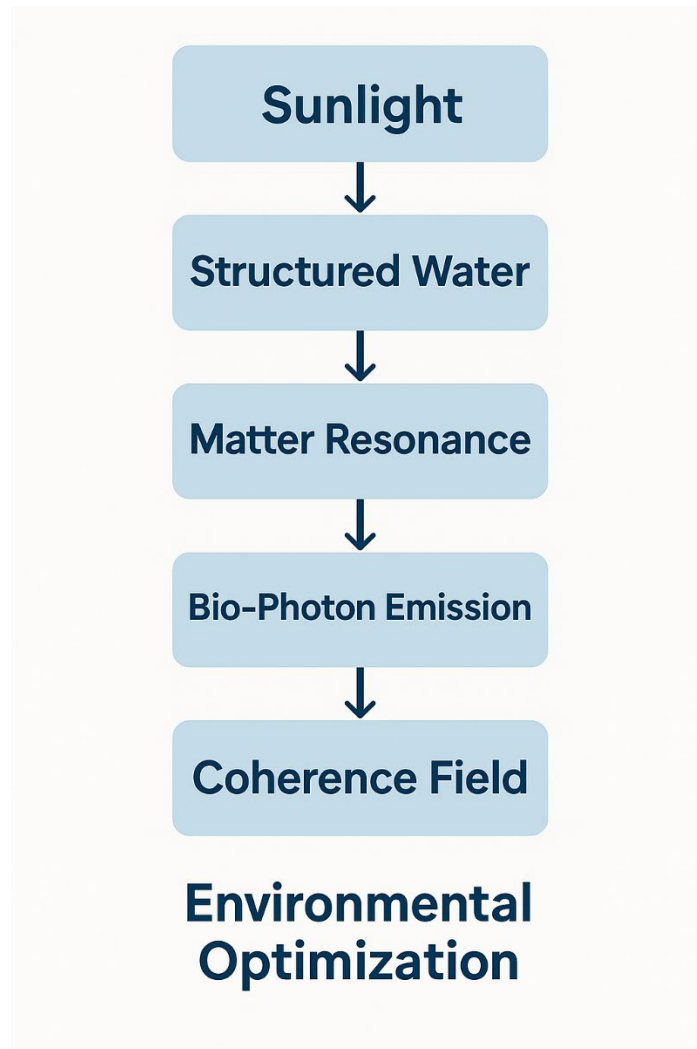 Sunlight
Structured Water
Matter Resonance
Bio-Photon Emission
Coherence Field
Environmental
Optimization